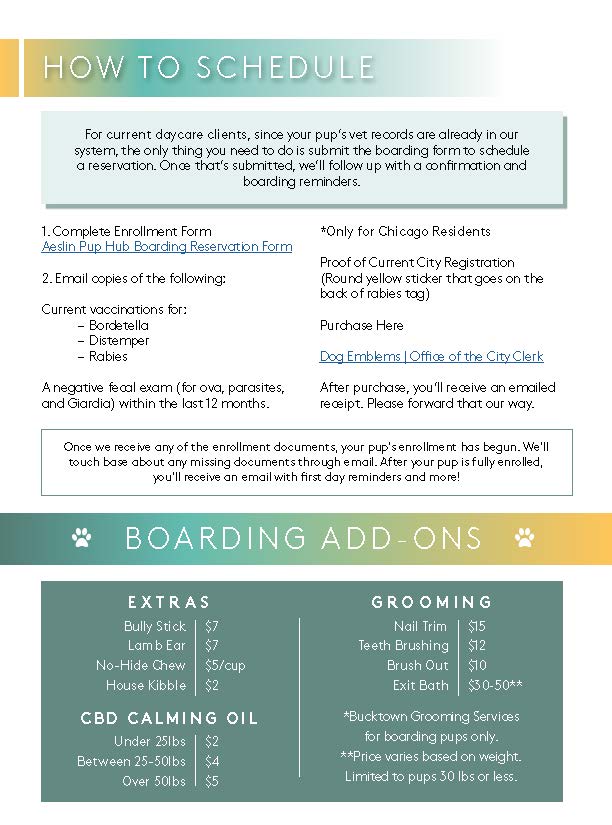 HOW TO SCHEDULE
For current daycare clients, since your pup's vet records are already in our
system, the only thing you need to do is submit the boarding form to schedule
a reservation. Once that's submitted, we'll follow up with a confirmation and
boarding reminders.
1. Complete Enrollment Form
Aeslin Pup Hub Boarding Reservation Form
2. Email copies of the following:
Current vaccinations for:
– Bordetella
– Distemper
– Rabies
A negative fecal exam (for ova, parasites,
and Giardia) within the last 12 months.
*Only for Chicago Residents
Proof of Current City Registration
(Round yellow sticker that goes on the
back of rabies tag)
Purchase Here
Dog Emblems | Office of the City Clerk
After purchase, you'll receive an emailed
receipt. Please forward that our way.
Once we receive any of the enrollment documents, your pup's enrollment has begun. We'll
touch base about any missing documents through email. After your pup is fully enrolled,
you'll receive an email with first day reminders and more!
BOARDING ADD-ONS
EXTRAS
Bully Stick $7
Lamb Ear $7
No-Hide Chew $5/cup
House Kibble $2
CBD CALMING OIL
Under 25lbs $2
Between 25-50lbs $4
Over 50lbs $5
GROOMING
Nail Trim $15
Teeth Brushing $12
Brush Out $10
Exit Bath $30-50**
*Bucktown Grooming Services
for boarding pups only.
**Price varies based on weight.
Limited to pups 30 lbs or less.